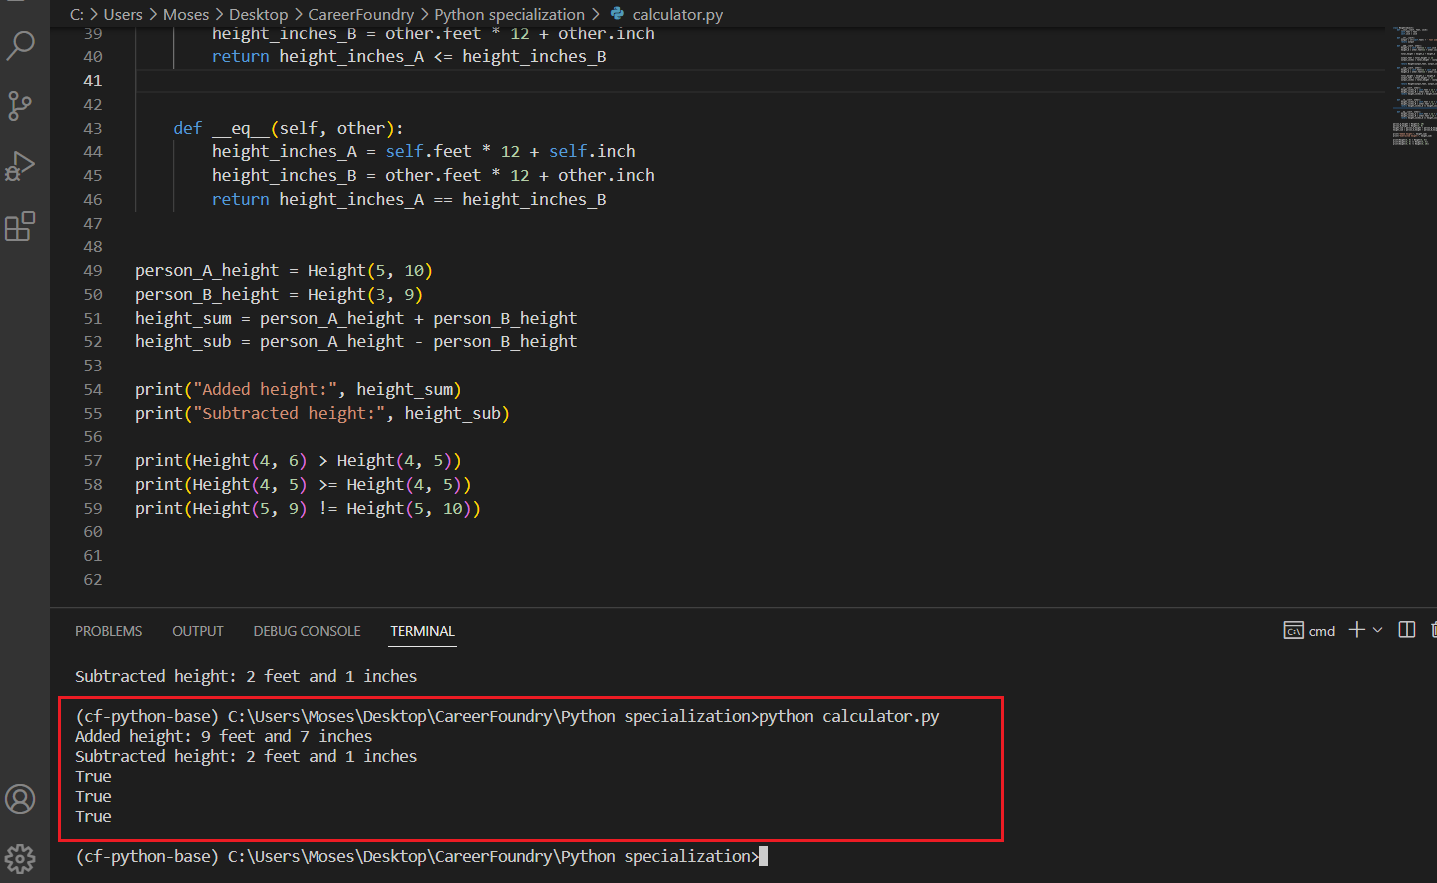 C: > Users > Moses > Desktop > CareerFoundry > Python specialization > calculator.py
39 height_inches_B = other.feet * 12 + other.inch
40 return height_inches_A <= height_inches_B
41
42
43 def __eq__(self, other):
44 height_inches_A = self.feet * 12 + self.inch
45 height_inches_B = other.feet * 12 + other.inch
46 return height_inches_A == height_inches_B
47
48
49 person_A_height = Height(5, 10)
50 person_B_height = Height(3, 9)
51 height_sum = person_A_height + person_B_height
52 height_sub = person_A_height - person_B_height
53
54 print("Added height:", height_sum)
55 print("Subtracted height:", height_sub)
56
57 print(Height(4, 6) > Height(4, 5))
58 print(Height(4, 5) >= Height(4, 5))
59 print(Height(5, 9) != Height(5, 10))
60
61
62
PROBLEMS OUTPUT DEBUG CONSOLE TERMINAL cmd
Subtracted height: 2 feet and 1 inches
(cf-python-base) C:\Users\Moses\Desktop\CareerFoundry\Python specialization>python calculator.py
Added height: 9 feet and 7 inches
Subtracted height: 2 feet and 1 inches
True
True
True
(cf-python-base) C:\Users\Moses\Desktop\CareerFoundry\Python specialization>